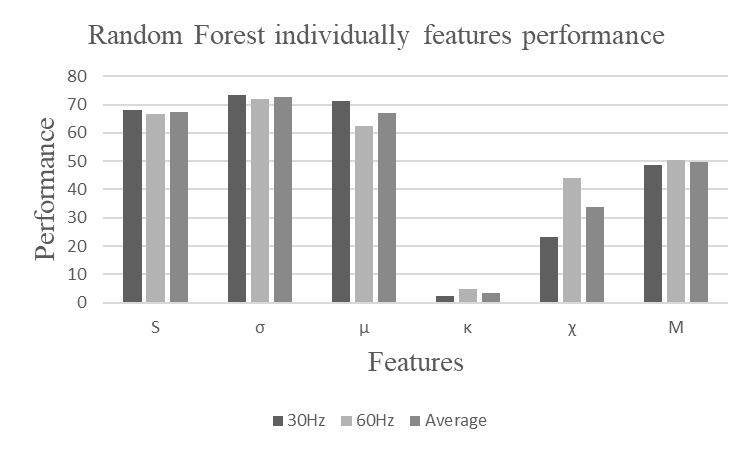 Random Forest individually features performance
80
70
60
50
40
30
20
10
0
Performance
S σ μ κ χ M
Features
30Hz 60Hz Average